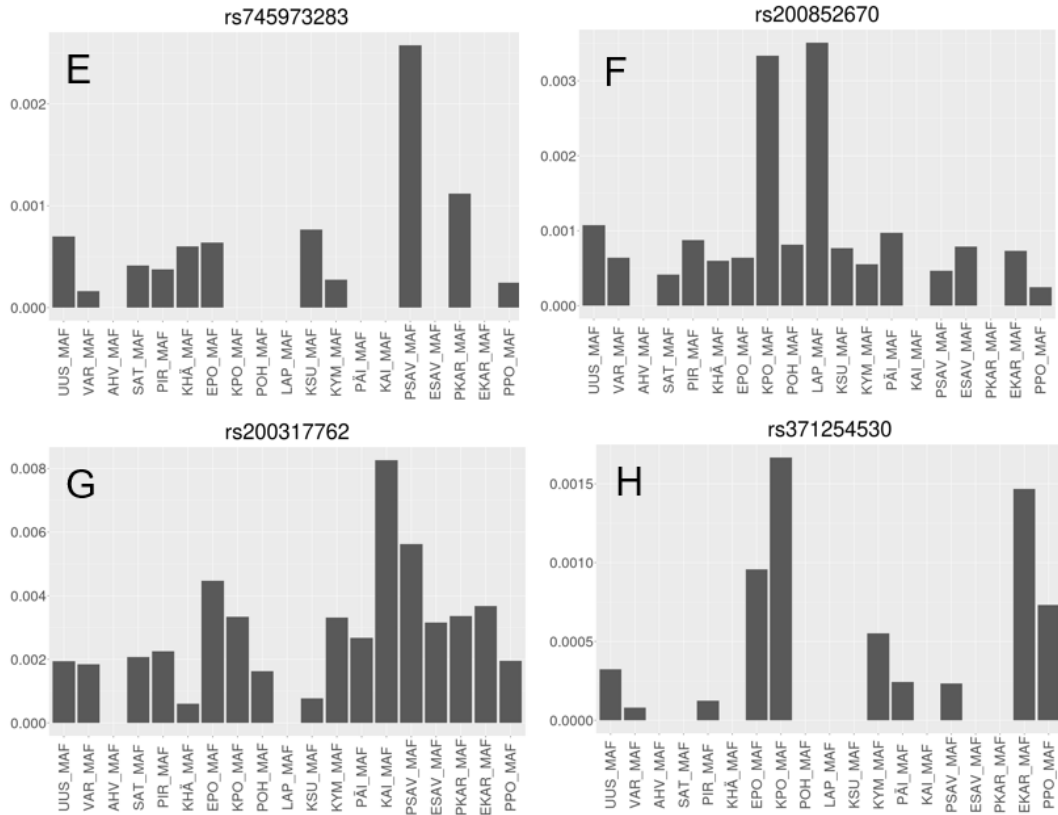 rs745973283
E
0.002
0.001
0.000
UUS_MAF
VAR_MAF
AHV_MAF
SAT_MAF
PIR_MAF
KHÄ_MAF
EPO_MAF
KPO_MAF
POH_MAF
LAP_MAF
KSU_MAF
KYM_MAF
PÄI_MAF
KAI_MAF
PSAV_MAF
ESAV_MAF
PKAR_MAF
EKAR_MAF
PPO_MAF
rs200852670
F
0.003
0.002
0.001
0.000
UUS_MAF
VAR_MAF
AHV_MAF
SAT_MAF
PIR_MAF
KHÄ_MAF
EPO_MAF
KPO_MAF
POH_MAF
LAP_MAF
KSU_MAF
KYM_MAF
PÄI_MAF
KAI_MAF
PSAV_MAF
ESAV_MAF
PKAR_MAF
EKAR_MAF
PPO_MAF
rs200317762
G
0.008
0.006
0.004
0.002
0.000
UUS_MAF
VAR_MAF
AHV_MAF
SAT_MAF
PIR_MAF
KHÄ_MAF
EPO_MAF
KPO_MAF
POH_MAF
LAP_MAF
KSU_MAF
KYM_MAF
PÄI_MAF
KAI_MAF
PSAV_MAF
ESAV_MAF
PKAR_MAF
EKAR_MAF
PPO_MAF
rs371254530
H
0.0015
0.0010
0.0005
0.0000
UUS_MAF
VAR_MAF
AHV_MAF
SAT_MAF
PIR_MAF
KHÄ_MAF
EPO_MAF
KPO_MAF
POH_MAF
LAP_MAF
KSU_MAF
KYM_MAF
PÄI_MAF
KAI_MAF
PSAV_MAF
ESAV_MAF
PKAR_MAF
EKAR_MAF
PPO_MAF